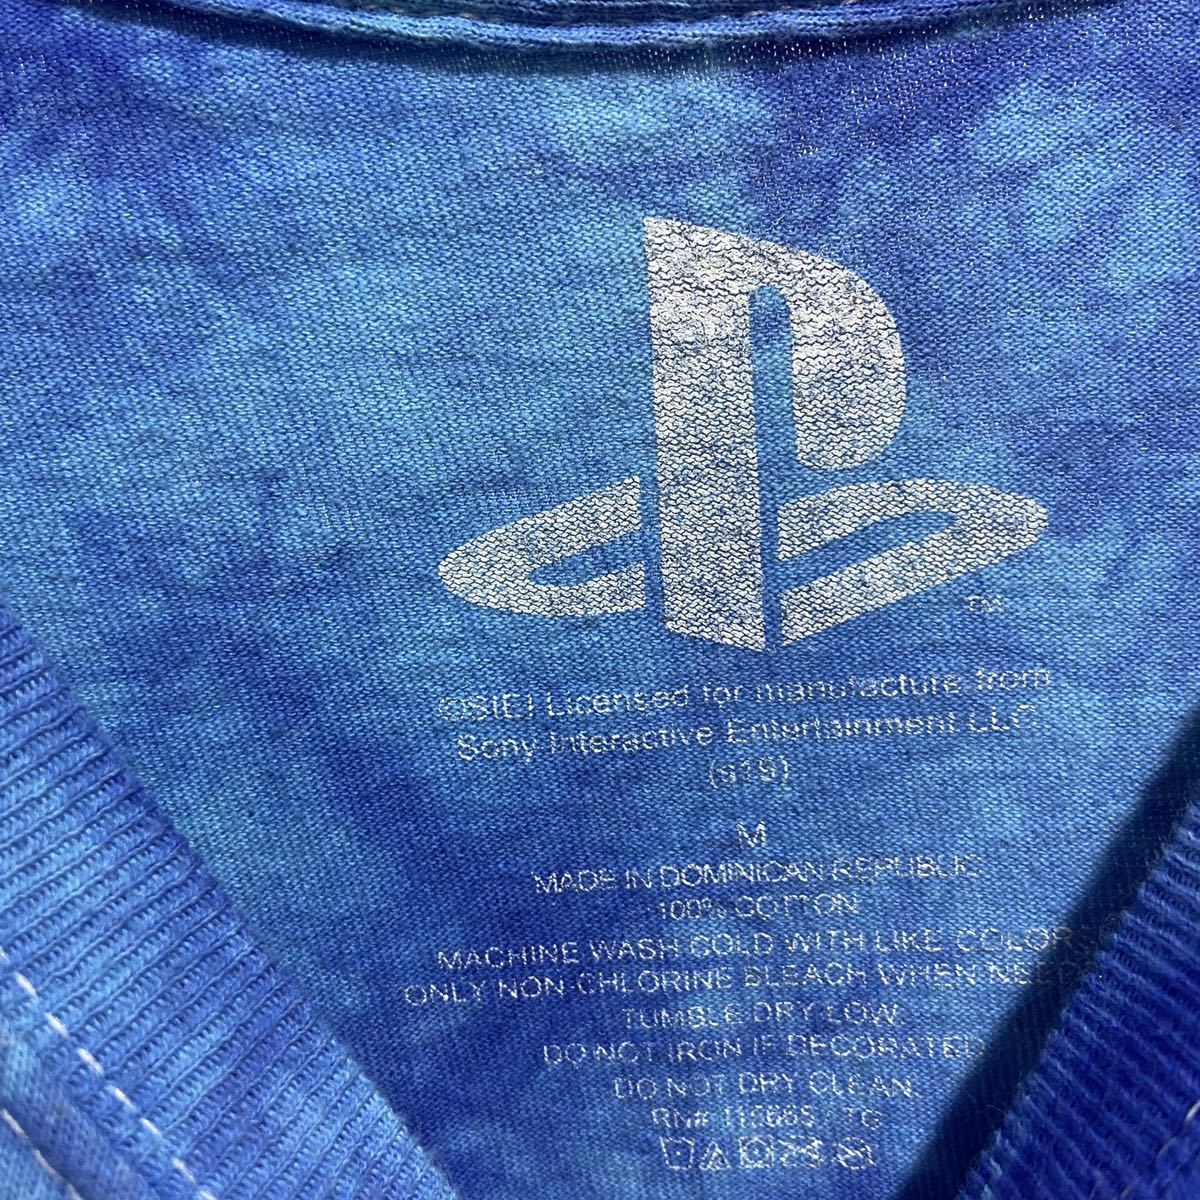 TM
©SIEI Licensed for manufacture from
Sony Interactive Entertainment LLC
M
MADE IN DOMINICAN REPUBLIC
100% COTTON
MACHINE WASH COLD WITH LIKE COLORS
ONLY NON CHLORINE BLEACH WHEN
TUMBLE DRY LOW
DO NOT IRON IF DECORATED
DO NOT DRY CLEAN.
RN#